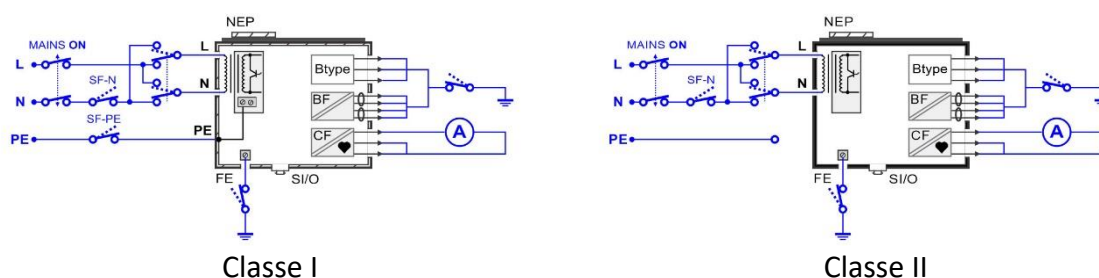 NEP
MAINS ON
L
L
SF-N
Btype
N
N
BF
SF-PE
PE
PE
CF
A
FE
SI/O
Classe I
NEP
MAINS ON
L
L
SF-N
Btype
N
N
BF
PE
CF
A
FE
SI/O
Classe II